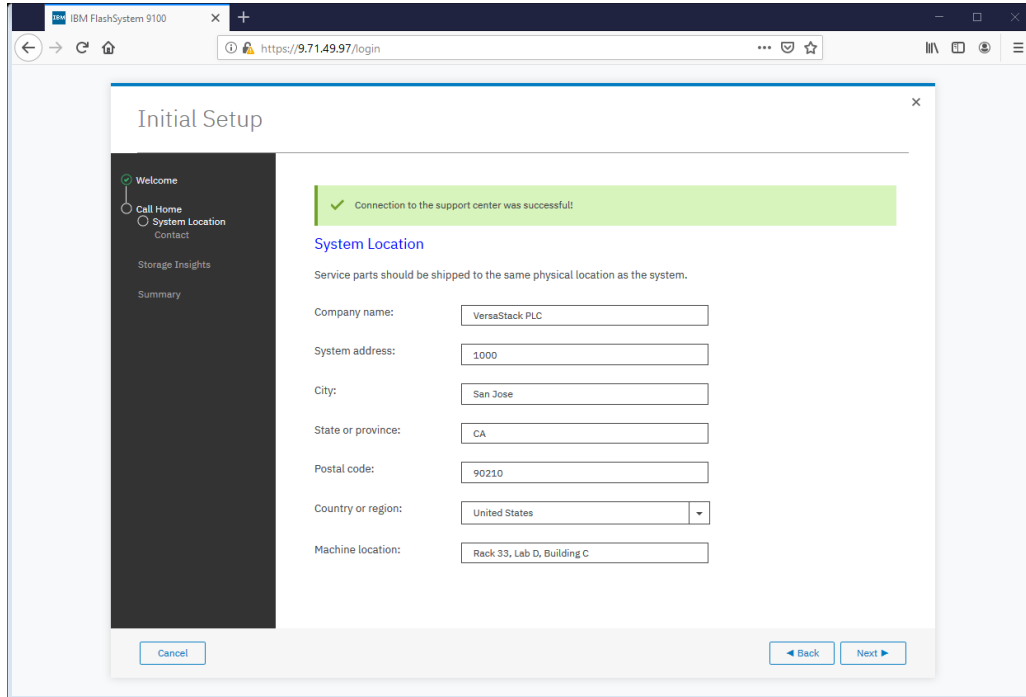 IBM FlashSystem 9100
https://9.71.49.97/login
Initial Setup
Welcome
Call Home
System Location
Contact
Storage Insights
Summary
Connection to the support center was successful!
System Location
Service parts should be shipped to the same physical location as the system.
Company name: VersaStack PLC
System address: 1000
City: San Jose
State or province: CA
Postal code: 90210
Country or region: United States
Machine location: Rack 33, Lab D, Building C
Cancel
Back
Next